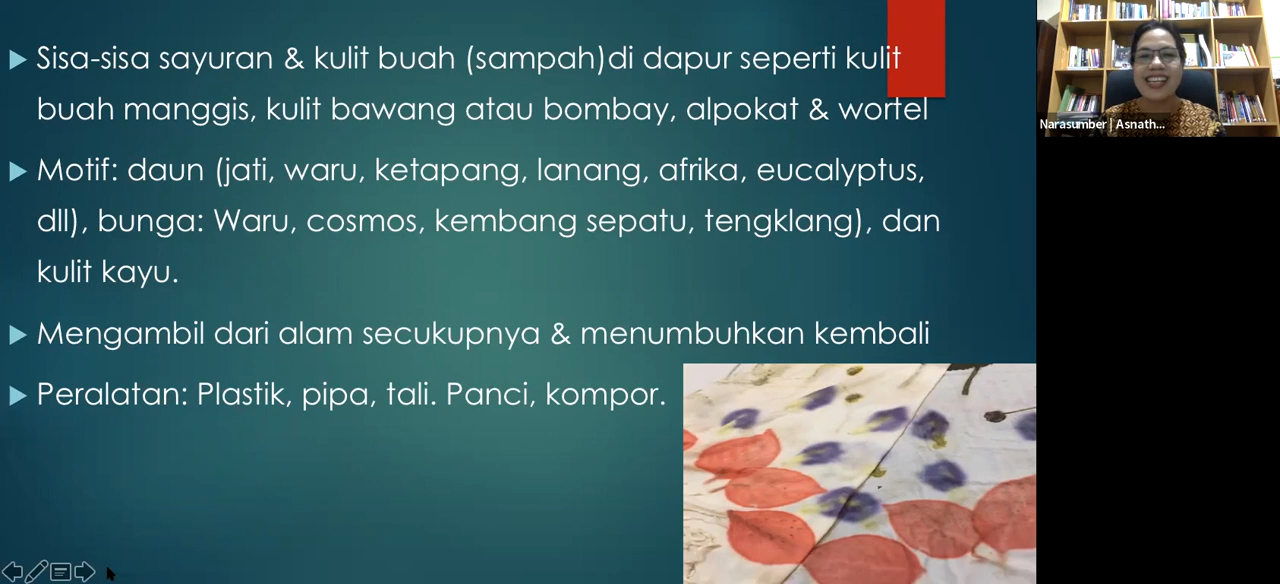 Sisa-sisa sayuran & kulit buah (sampah)di dapur seperti kulit
buah manggis, kulit bawang atau bombay, alpokat & wortel
Motif: daun (jati, waru, ketapang, lanang, afrika, eucalyptus,
dll), bunga: Waru, cosmos, kembang sepatu, tengklang), dan
kulit kayu.
Mengambil dari alam secukupnya & menumbuhkan kembali
Peralatan: Plastik, pipa, tali. Panci, kompor.
Narasumber | Asnath...